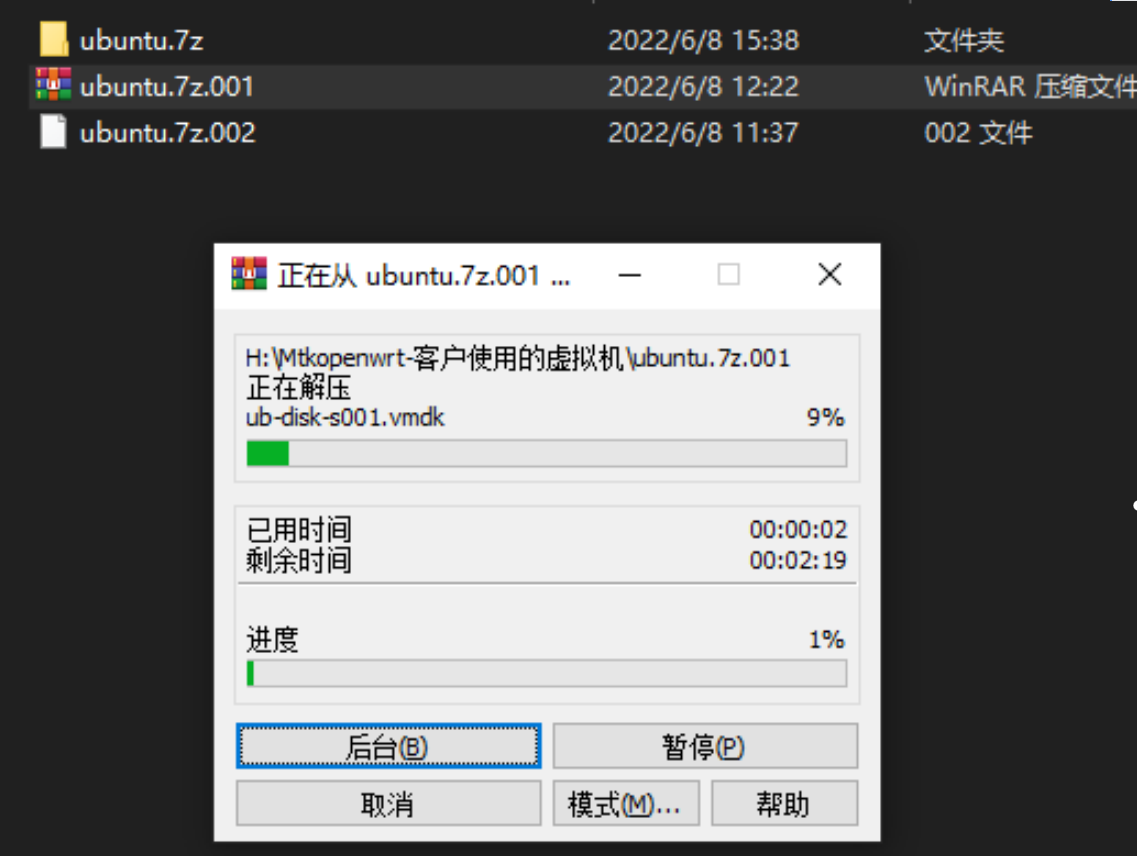 ubuntu.7z 2022/6/8 15:38 文件夹
ubuntu.7z.001 2022/6/8 12:22 WinRAR 压缩文件
ubuntu.7z.002 2022/6/8 11:37 002 文件
正在从 ubuntu.7z.001 ...
H:\Mtkopenwrt-客户使用的虚拟机\ubuntu.7z.001
正在解压
ub-disk-s001.vmdk 9%
已用时间 00:00:02
剩余时间 00:02:19
进度 1%
后台(B) 暂停(P)
取消 模式(M)... 帮助